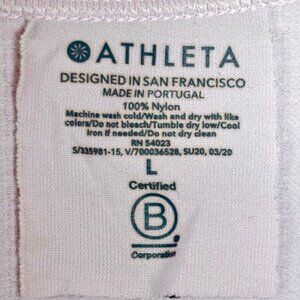 ATHLETA
DESIGNED IN SAN FRANCISCO
MADE IN PORTUGAL
100% Nylon
Machine wash cold/Wash and dry with like
colors/Do not bleach/Tumble dry low/Cool
Iron if needed/Do not dry clean
RN 54023
S/335981-15, V/700036528, SU20, 03/20
L
Certified
B
Corporation